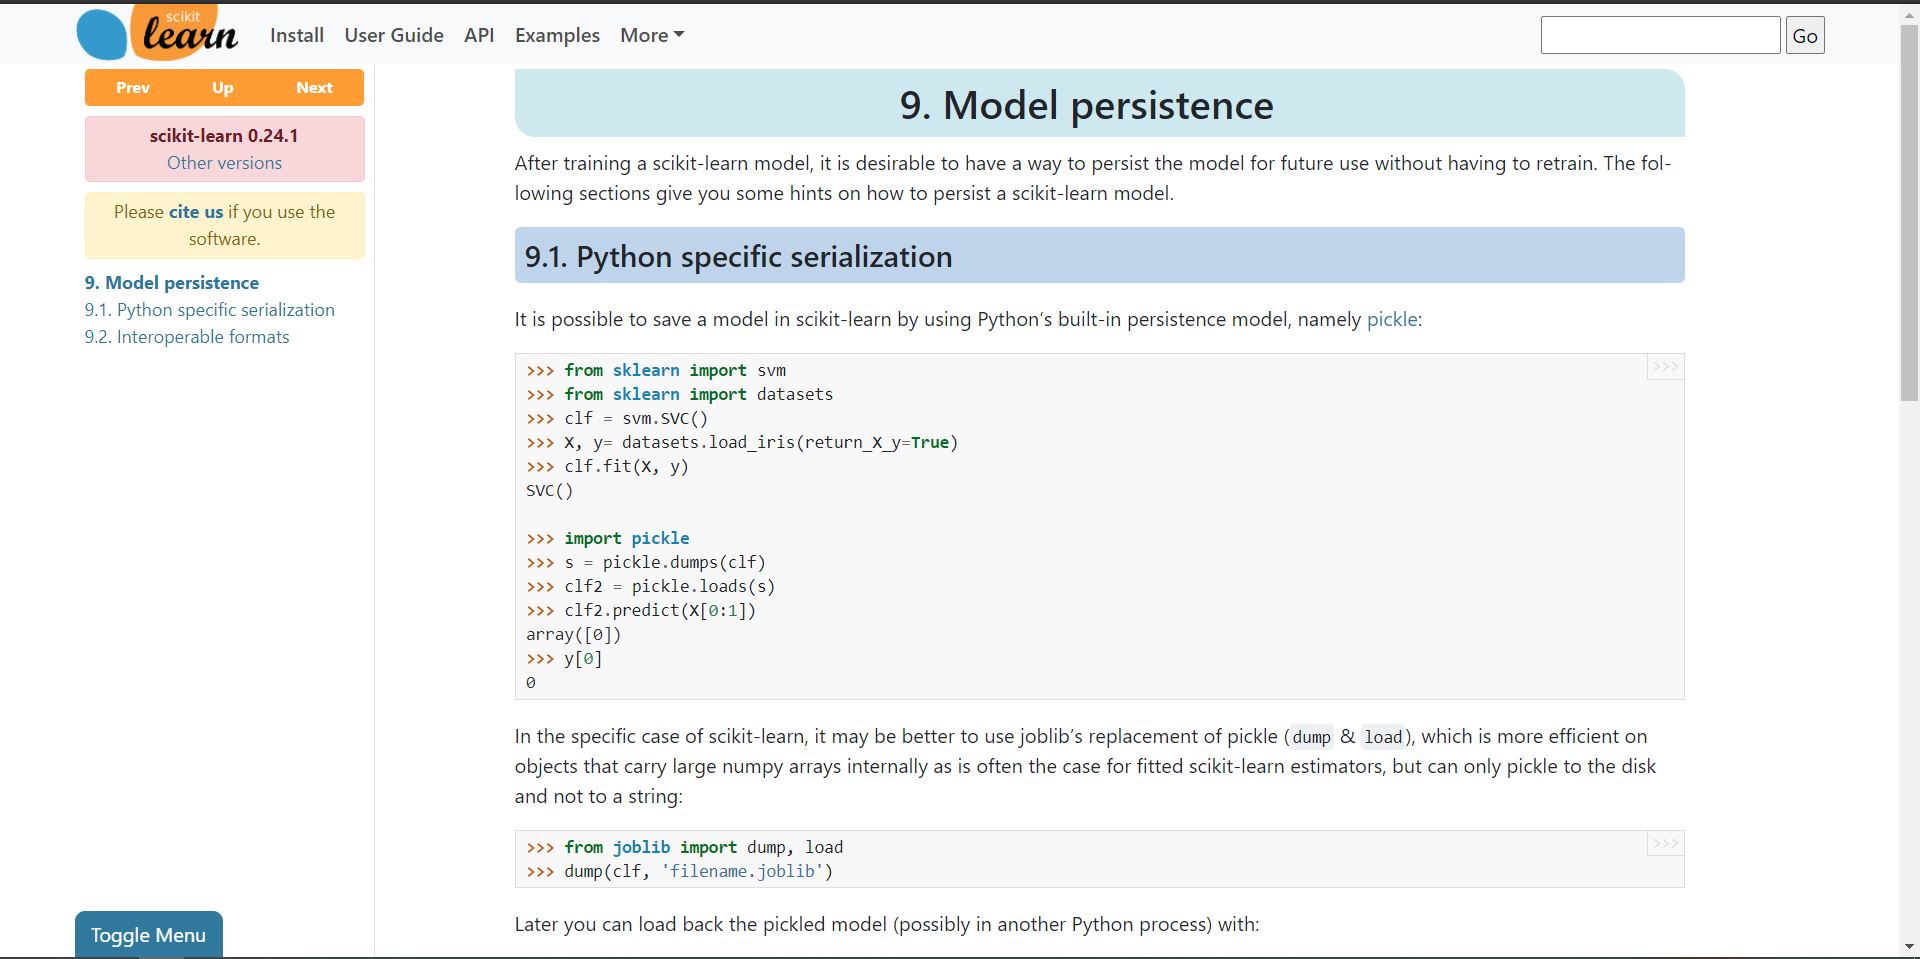 scikit
learn
Install User Guide API Examples More
Go
Prev Up Next
scikit-learn 0.24.1
Other versions
Please cite us if you use the
software.
9. Model persistence
9.1. Python specific serialization
9.2. Interoperable formats
Toggle Menu
9. Model persistence
After training a scikit-learn model, it is desirable to have a way to persist the model for future use without having to retrain. The fol-
lowing sections give you some hints on how to persist a scikit-learn model.
9.1. Python specific serialization
It is possible to save a model in scikit-learn by using Python’s built-in persistence model, namely pickle:
>>>
>>> from sklearn import svm
>>> from sklearn import datasets
>>> clf = svm.SVC()
>>> X, y= datasets.load_iris(return_X_y=True)
>>> clf.fit(X, y)
SVC()
>>> import pickle
>>> s = pickle.dumps(clf)
>>> clf2 = pickle.loads(s)
>>> clf2.predict(X[0:1])
array([0])
>>> y[0]
0
In the specific case of scikit-learn, it may be better to use joblib’s replacement of pickle (dump & load), which is more efficient on
objects that carry large numpy arrays internally as is often the case for fitted scikit-learn estimators, but can only pickle to the disk
and not to a string:
>>>
>>> from joblib import dump, load
>>> dump(clf, 'filename.joblib')
Later you can load back the pickled model (possibly in another Python process) with: